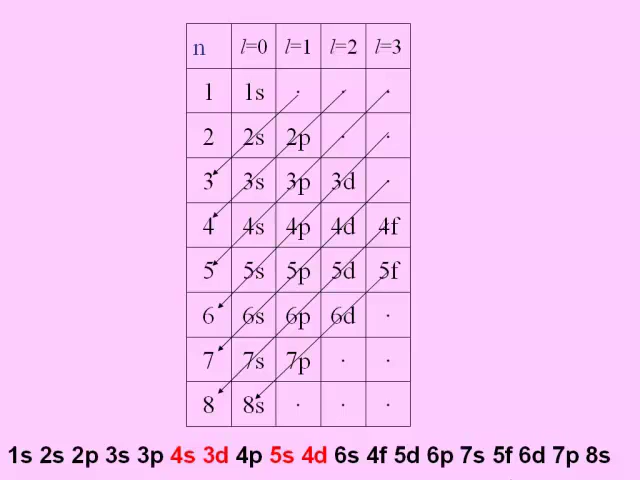 n l=0 l=1 l=2 l=3
1 1s · · ·
2 2s 2p · ·
3 3s 3p 3d ·
4 4s 4p 4d 4f
5 5s 5p 5d 5f
6 6s 6p 6d ·
7 7s 7p · ·
8 8s · · ·
1s 2s 2p 3s 3p 4s 3d 4p 5s 4d 6s 4f 5d 6p 7s 5f 6d 7p 8s